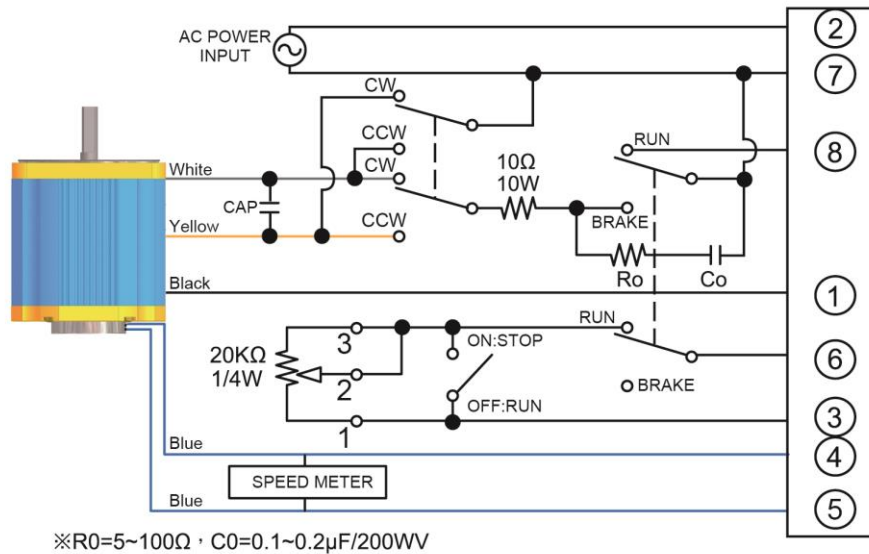 AC POWER
INPUT
2
7
CW
CCW
CW
RUN
8
10Ω
10W
White
CAP
BRAKE
Yellow
CCW
Ro
Co
Black
1
RUN
3
ON:STOP
20KΩ
1/4W
6
2
BRAKE
OFF:RUN
3
1
Blue
4
SPEED METER
Blue
5
※R0=5~100Ω，C0=0.1~0.2μF/200WV